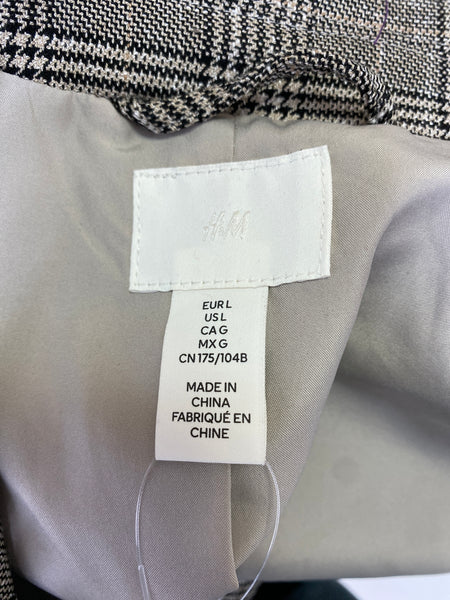 H&M
EUR L
US L
CA G
MX G
CN 175/104B
MADE IN
CHINA
FABRIQUÉ EN
CHINE